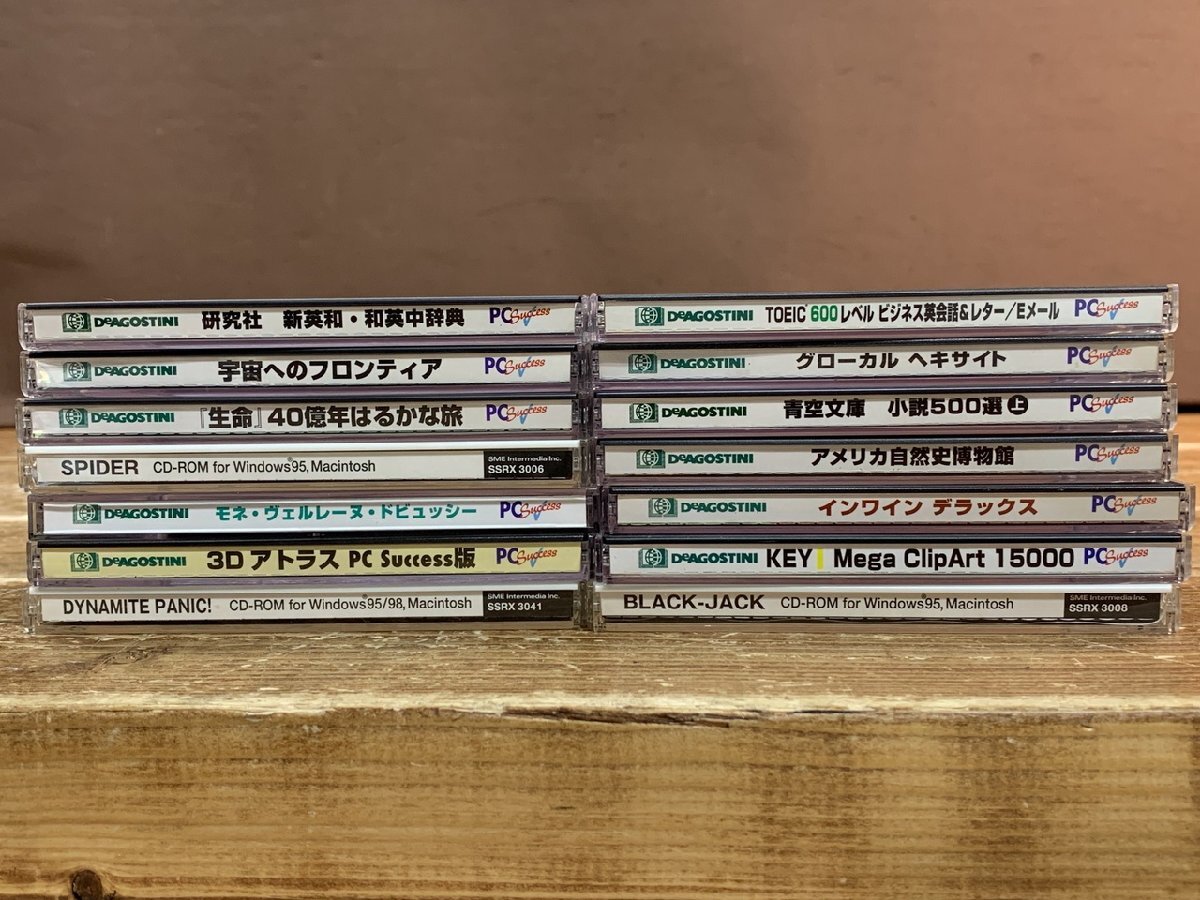 DEAGOSTINI 研究社 新英和・和英中辞典 PC Success
DEAGOSTINI 宇宙へのフロンティア PC Success
DEAGOSTINI 『生命』40億年はるかな旅 PC Success
SPIDER CD-ROM for Windows95, Macintosh SME Intermedia Inc. SSRX 3006
DEAGOSTINI モネ・ヴェルレーヌ・ドビュッシー PC Success
DEAGOSTINI 3D アトラス PC Success版 PC Success
DYNAMITE PANIC! CD-ROM for Windows95/98, Macintosh SME Intermedia Inc. SSRX 3041
DEAGOSTINI TOEIC 600 レベル ビジネス英会話&レター/Eメール PC Success
DEAGOSTINI グローカル ヘキサイト PC Success
DEAGOSTINI 青空文庫 小説500選 上 PC Success
DEAGOSTINI アメリカ自然史博物館 PC Success
DEAGOSTINI インワイン デラックス PC Success
DEAGOSTINI KEY Mega ClipArt 15000 PC Success
BLACK-JACK CD-ROM for Windows95, Macintosh SME Intermedia Inc. SSRX 3008